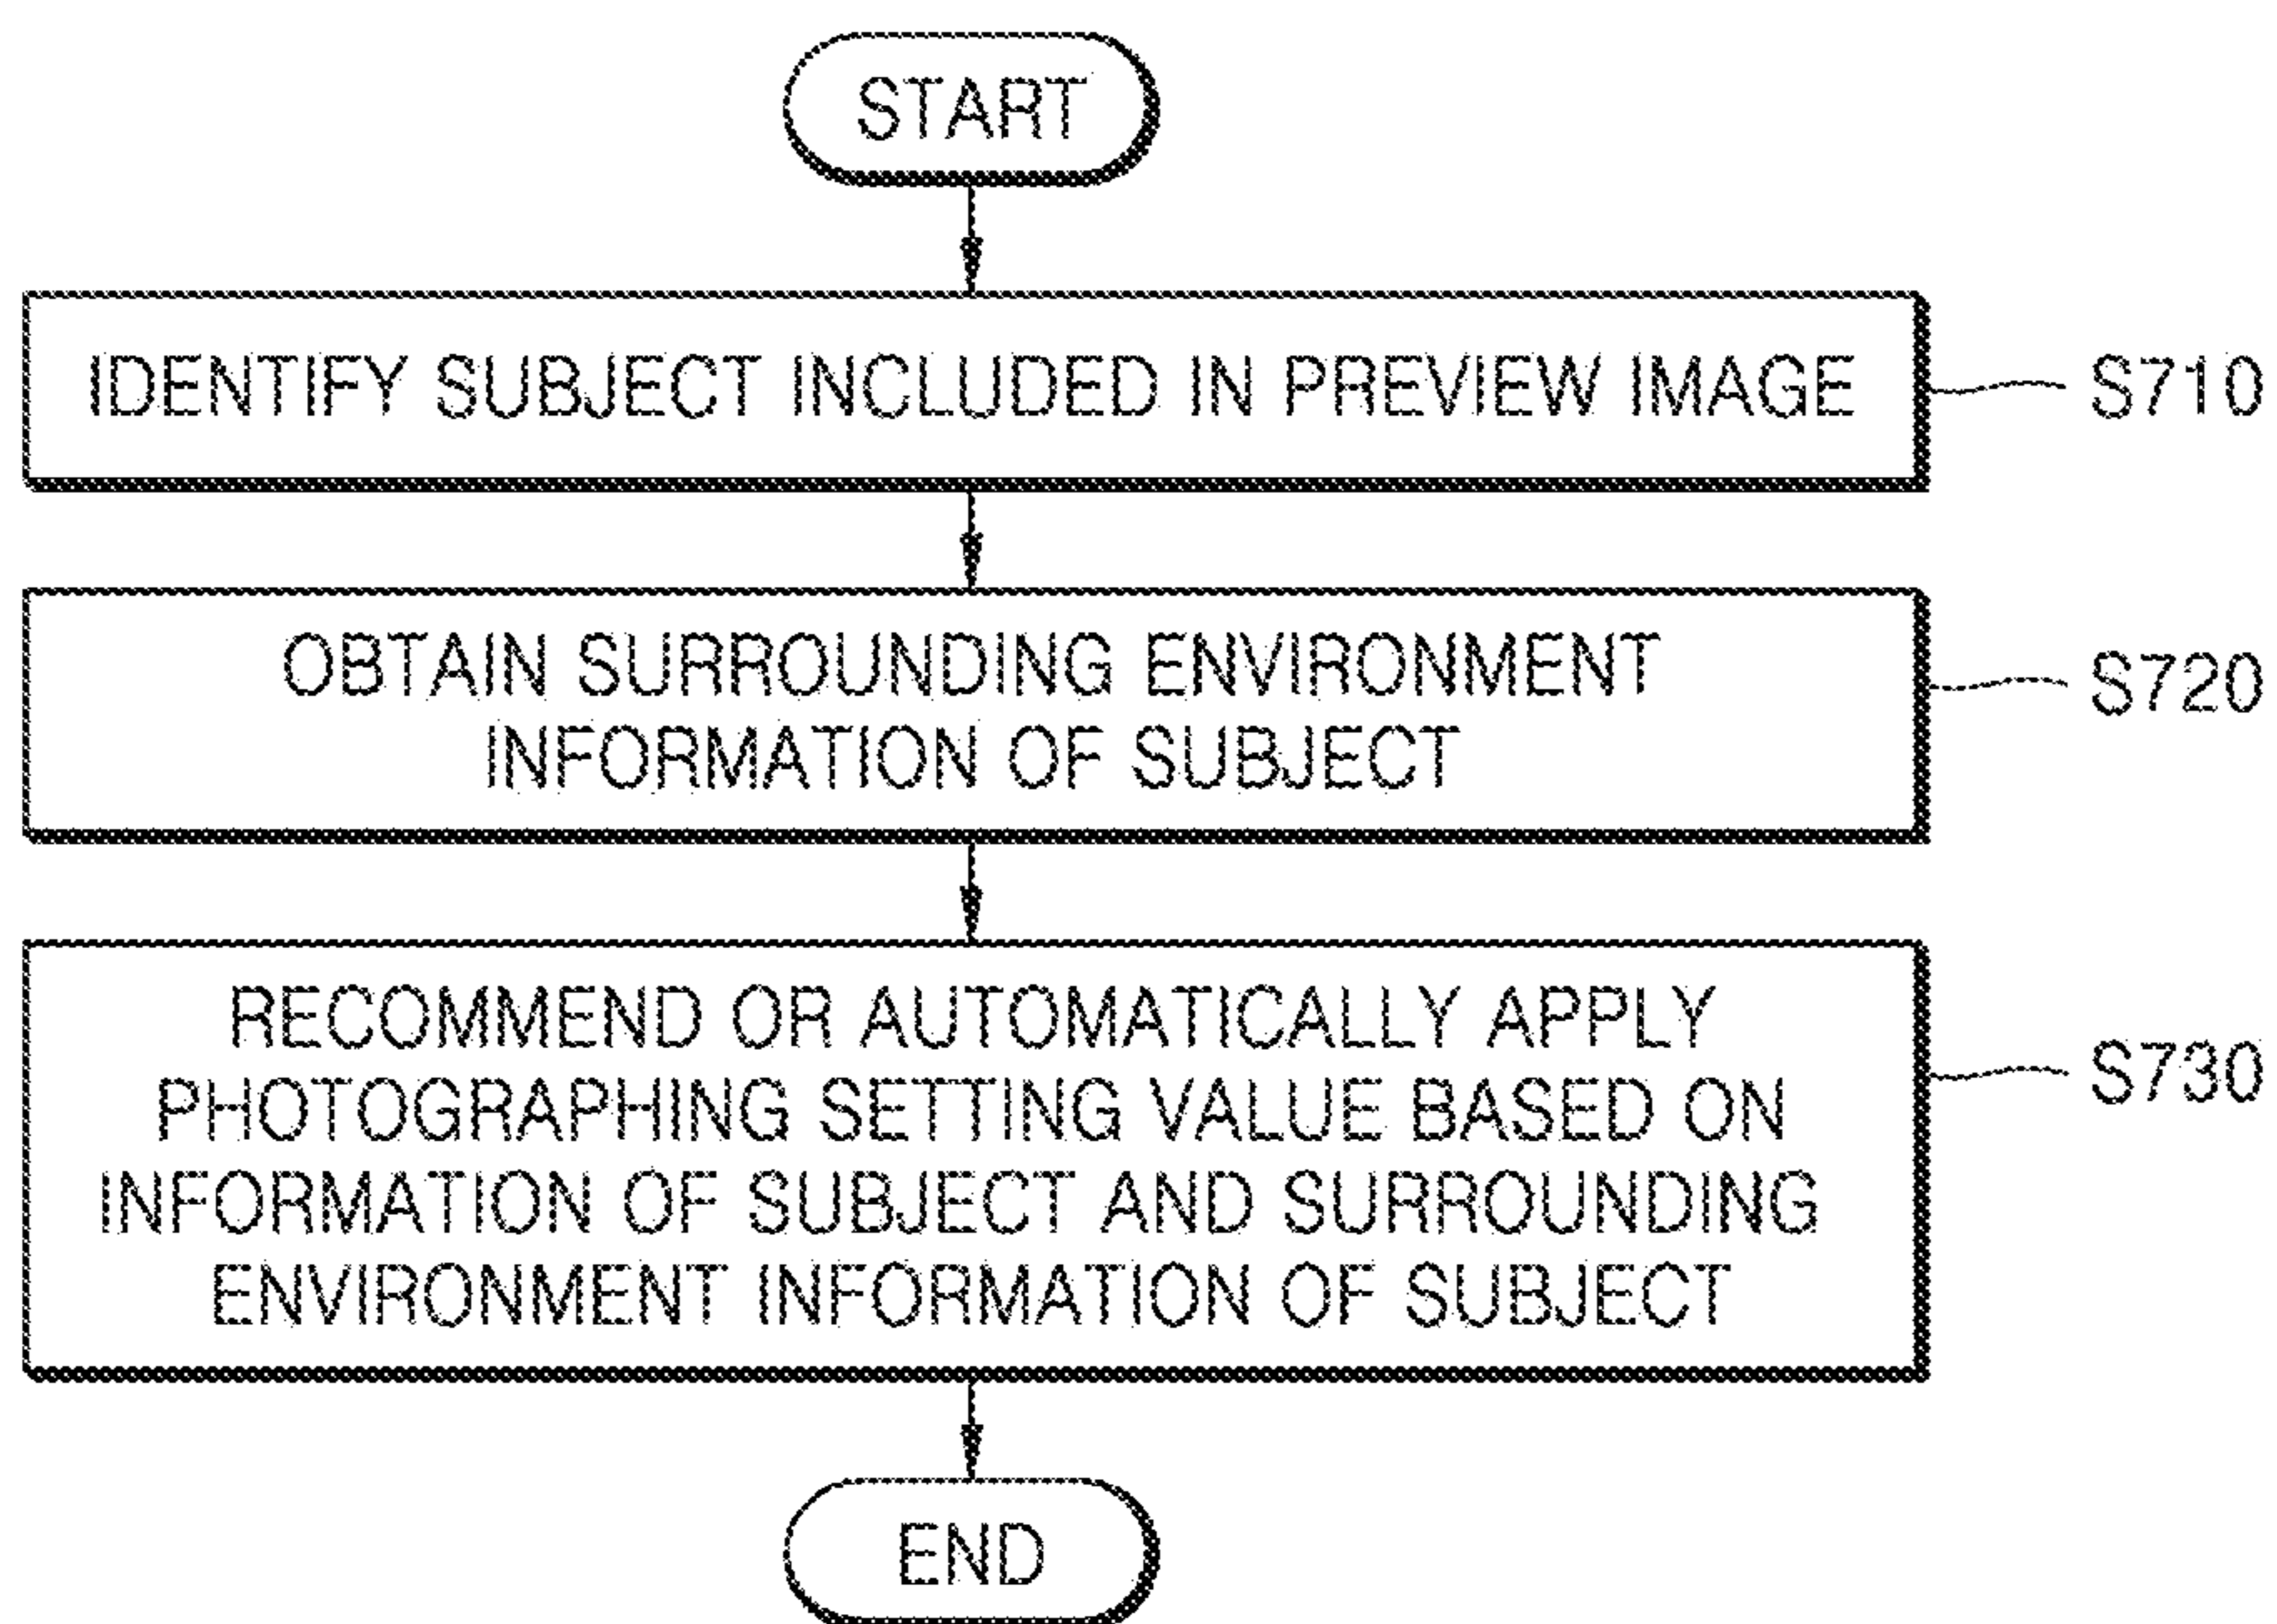 START
IDENTIFY SUBJECT INCLUDED IN PREVIEW IMAGE
S710
OBTAIN SURROUNDING ENVIRONMENT
INFORMATION OF SUBJECT
S720
RECOMMEND OR AUTOMATICALLY APPLY
PHOTOGRAPHING SETTING VALUE BASED ON
INFORMATION OF SUBJECT AND SURROUNDING
ENVIRONMENT INFORMATION OF SUBJECT
S730
END